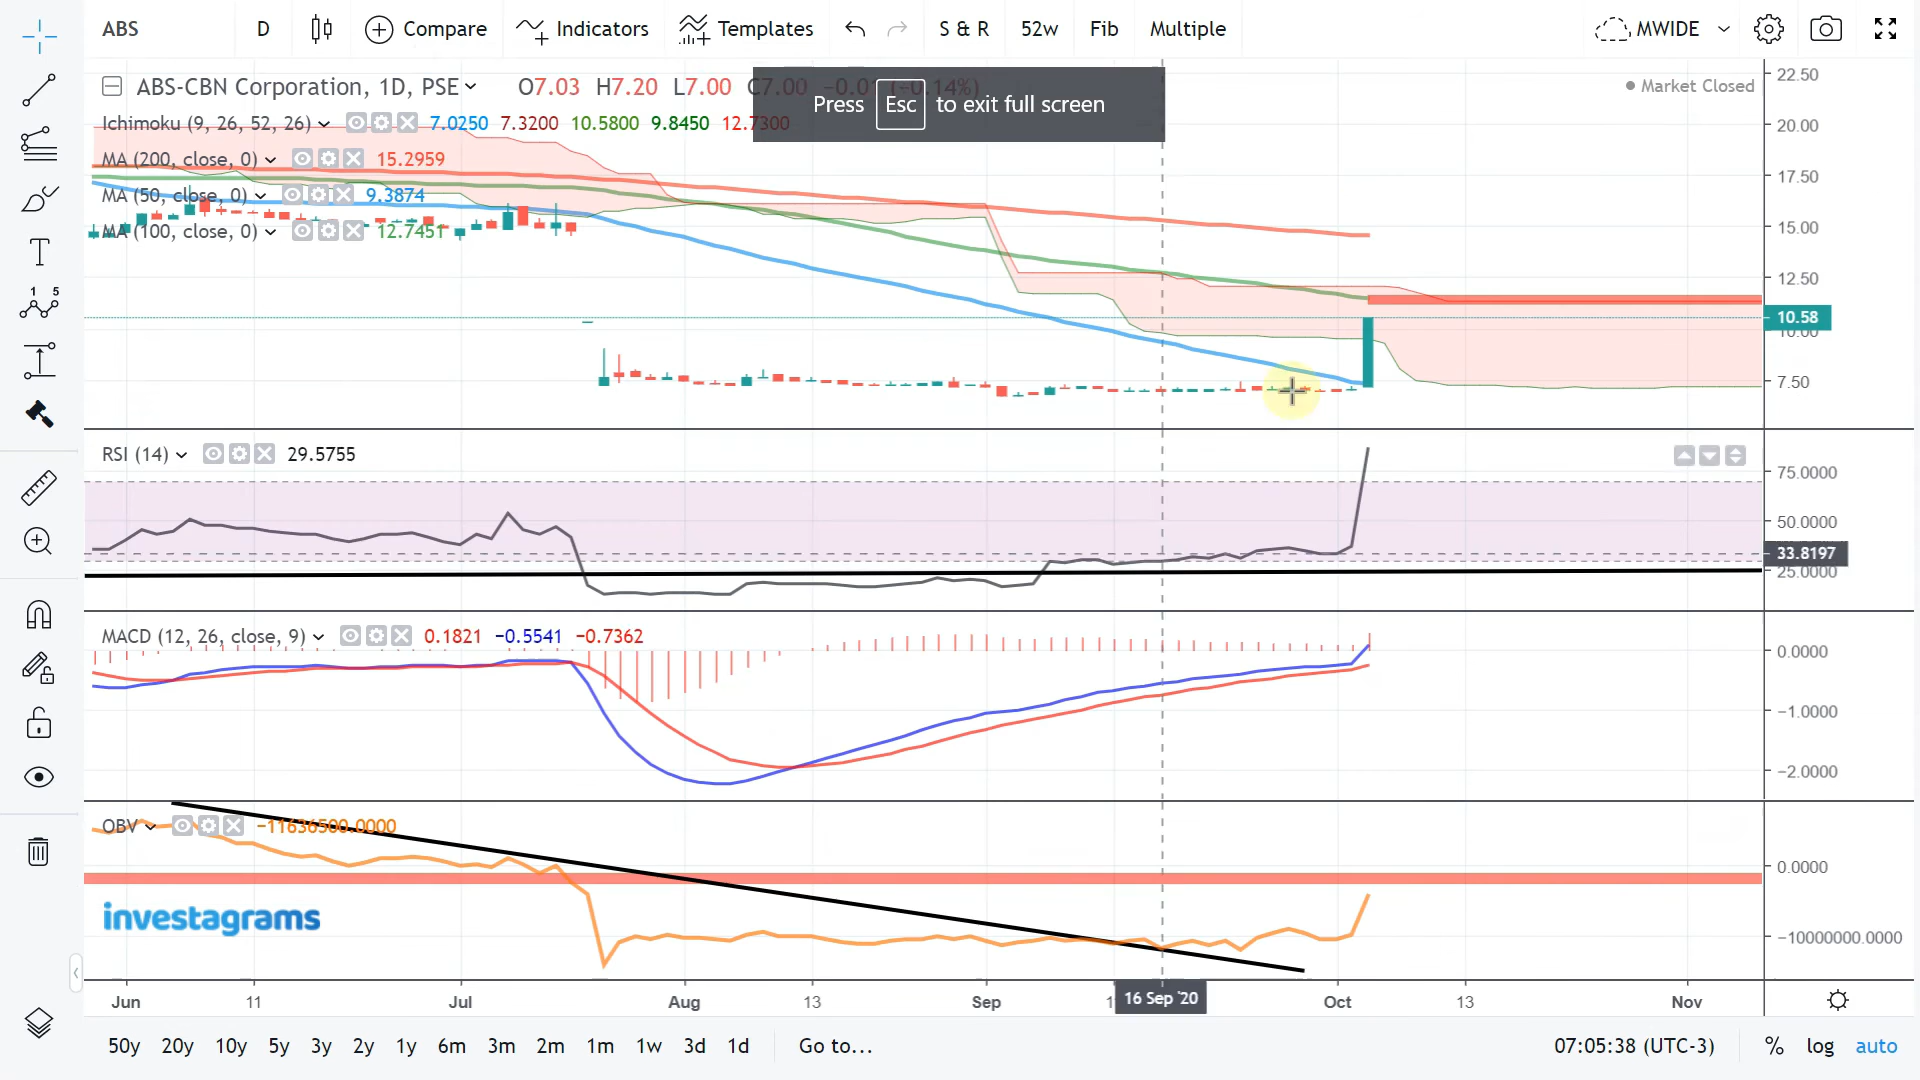 ABS D Compare Indicators Templates S & R 52w Fib Multiple MWIDE
ABS-CBN Corporation, 1D, PSE O7.03 H7.20 L7.00 C7.00 −0.01 (−0.14%)
Press Esc to exit full screen
Market Closed
Ichimoku (9, 26, 52, 26) 7.0250 7.3200 10.5800 9.8450 12.7300
MA (200, close, 0) 15.2959
MA (50, close, 0) 9.3874
MA (100, close, 0) 12.7451
22.50
20.00
17.50
15.00
12.50
10.58
10.00
7.50
1 5
T
RSI (14) 29.5755
75.0000
50.0000
33.8197
25.0000
MACD (12, 26, close, 9) 0.1821 −0.5541 −0.7362
0.0000
−1.0000
−2.0000
OBV −11636500.0000
0.0000
−10000000.0000
investagrams
Jun 11 Jul Aug 13 Sep 16 Sep '20 Oct 13 Nov
50y 20y 10y 5y 3y 2y 1y 6m 3m 2m 1m 1w 3d 1d Go to... 07:05:38 (UTC-3) % log auto